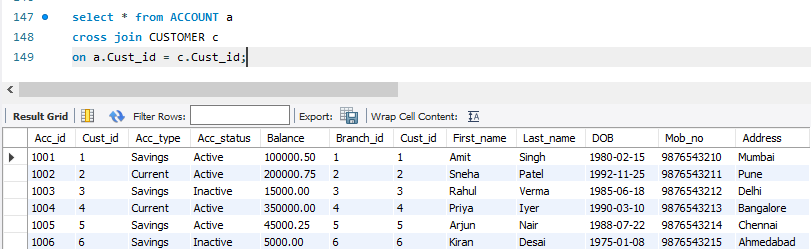 147 select * from ACCOUNT a
148 cross join CUSTOMER c
149 on a.Cust_id = c.Cust_id;
Result Grid Filter Rows: Export: Wrap Cell Content: IA
Acc_id Cust_id Acc_type Acc_status Balance Branch_id Cust_id First_name Last_name DOB Mob_no Address
1001 1 Savings Active 100000.50 1 1 Amit Singh 1980-02-15 9876543210 Mumbai
1002 2 Current Active 200000.75 2 2 Sneha Patel 1992-11-25 9876543211 Pune
1003 3 Savings Inactive 15000.00 3 3 Rahul Verma 1985-06-18 9876543212 Delhi
1004 4 Current Active 350000.00 4 4 Priya Iyer 1990-03-10 9876543213 Bangalore
1005 5 Savings Active 45000.25 5 5 Arjun Nair 1988-07-22 9876543214 Chennai
1006 6 Savings Inactive 5000.00 6 6 Kiran Desai 1975-01-08 9876543215 Ahmedabad